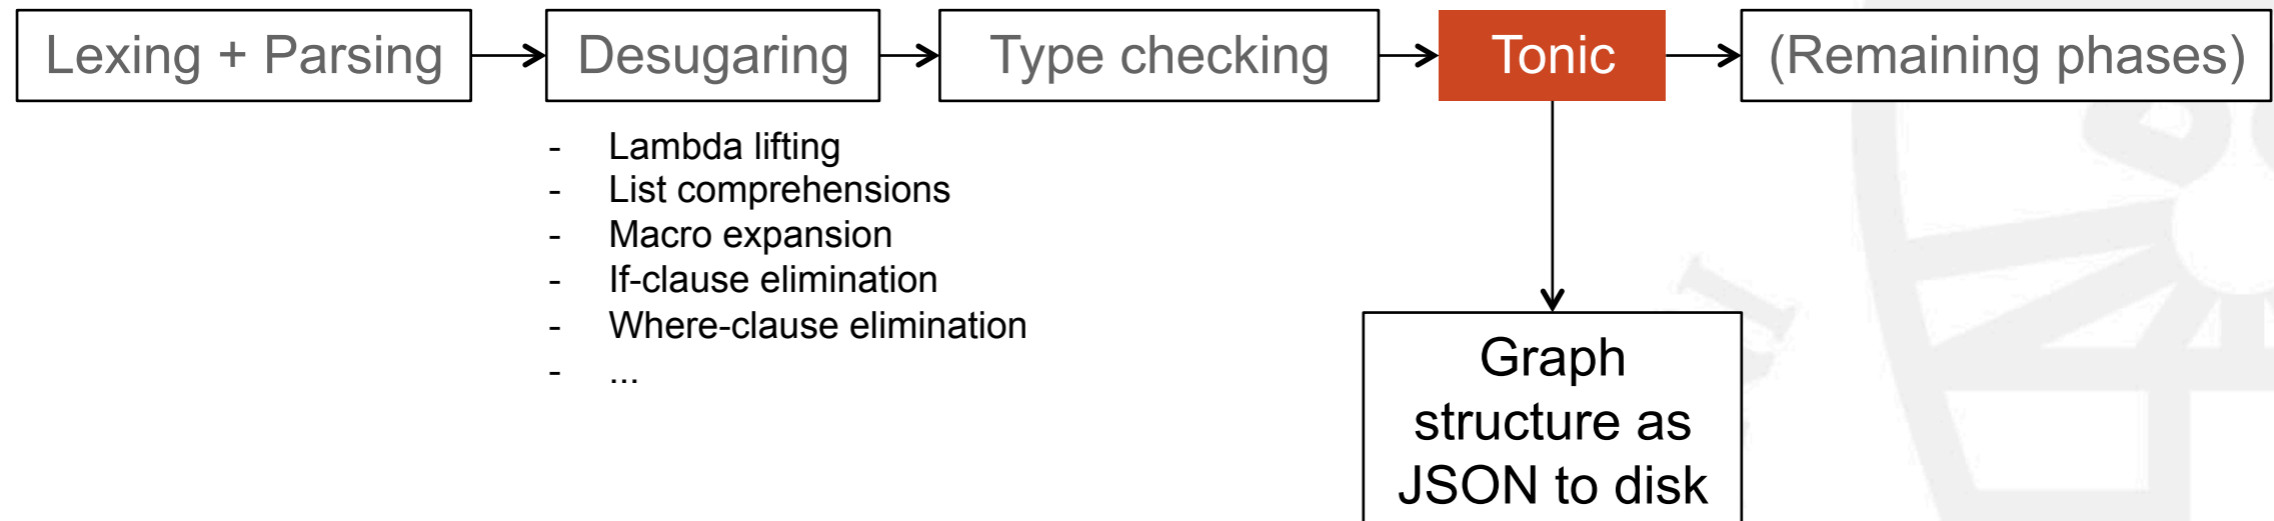 Lexing + Parsing
Desugaring
Type checking
Tonic
(Remaining phases)
- Lambda lifting
- List comprehensions
- Macro expansion
- If-clause elimination
- Where-clause elimination
- ...
Graph
structure as
JSON to disk